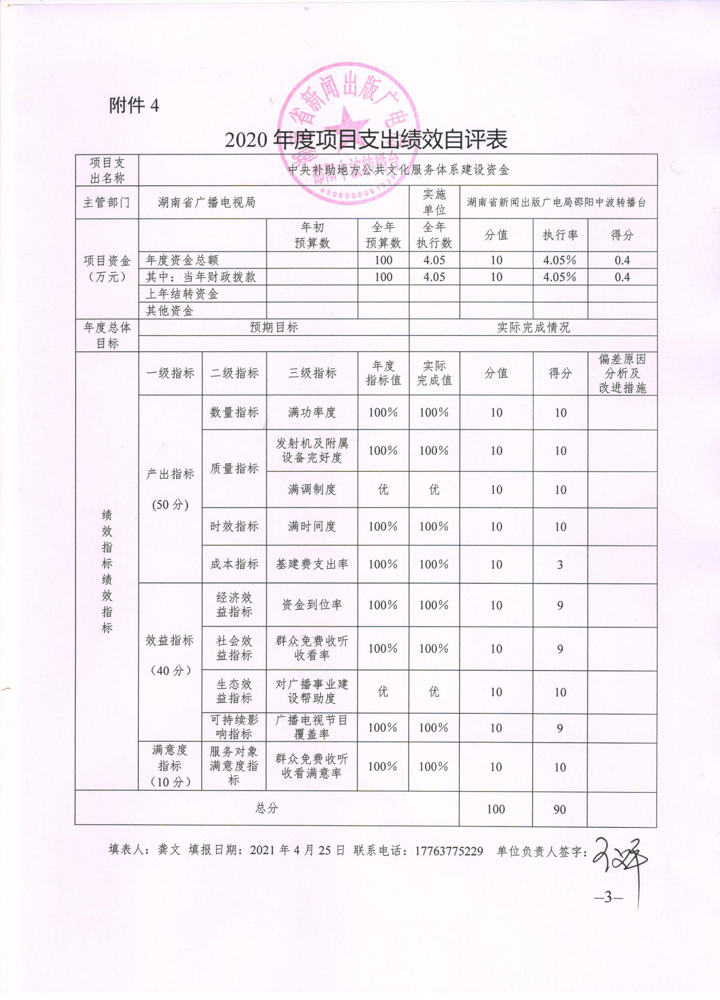 附件 4
湖南省新闻出版广电局
邵阳中波转播台
2020 年度项目支出绩效自评表
项目支
出名称
中央补助地方公共文化服务体系建设资金
主管部门
湖南省广播电视局
实施
单位
湖南省新闻出版广电局邵阳中波转播台
项目资金
（万元）
年初
预算数
全年
预算数
全年
执行数
分值
执行率
得分
年度资金总额 100 4.05 10 4.05% 0.4
其中：当年财政拨款 100 4.05 10 4.05% 0.4
上年结转资金
其他资金
年度总体
目标
预期目标
实际完成情况
绩
效
指
标
绩
效
指
标
一级指标
二级指标
三级指标
年度
指标值
实际
完成值
分值
得分
偏差原因
分析及
改进措施
产出指标
(50 分)
数量指标
满功率度
100% 100% 10 10
质量指标
发射机及附属
设备完好度
100% 100% 10 10
满调制度
优 优 10 10
时效指标
满时间度
100% 100% 10 10
成本指标
基建费支出率
100% 100% 10 3
效益指标
（40 分）
经济效
益指标
资金到位率
100% 100% 10 9
社会效
益指标
群众免费收听
收看率
100% 100% 10 9
生态效
益指标
对广播事业建
设帮助度
优 优 10 10
可持续影
响指标
广播电视节目
覆盖率
100% 100% 10 9
满意度
指标
（10 分）
服务对象
满意度指
标
群众免费收听
收看满意率
100% 100% 10 10
总分 100 90
填表人：龚文 填报日期：2021 年 4 月 25 日 联系电话：17763775229 单位负责人签字：
—3—